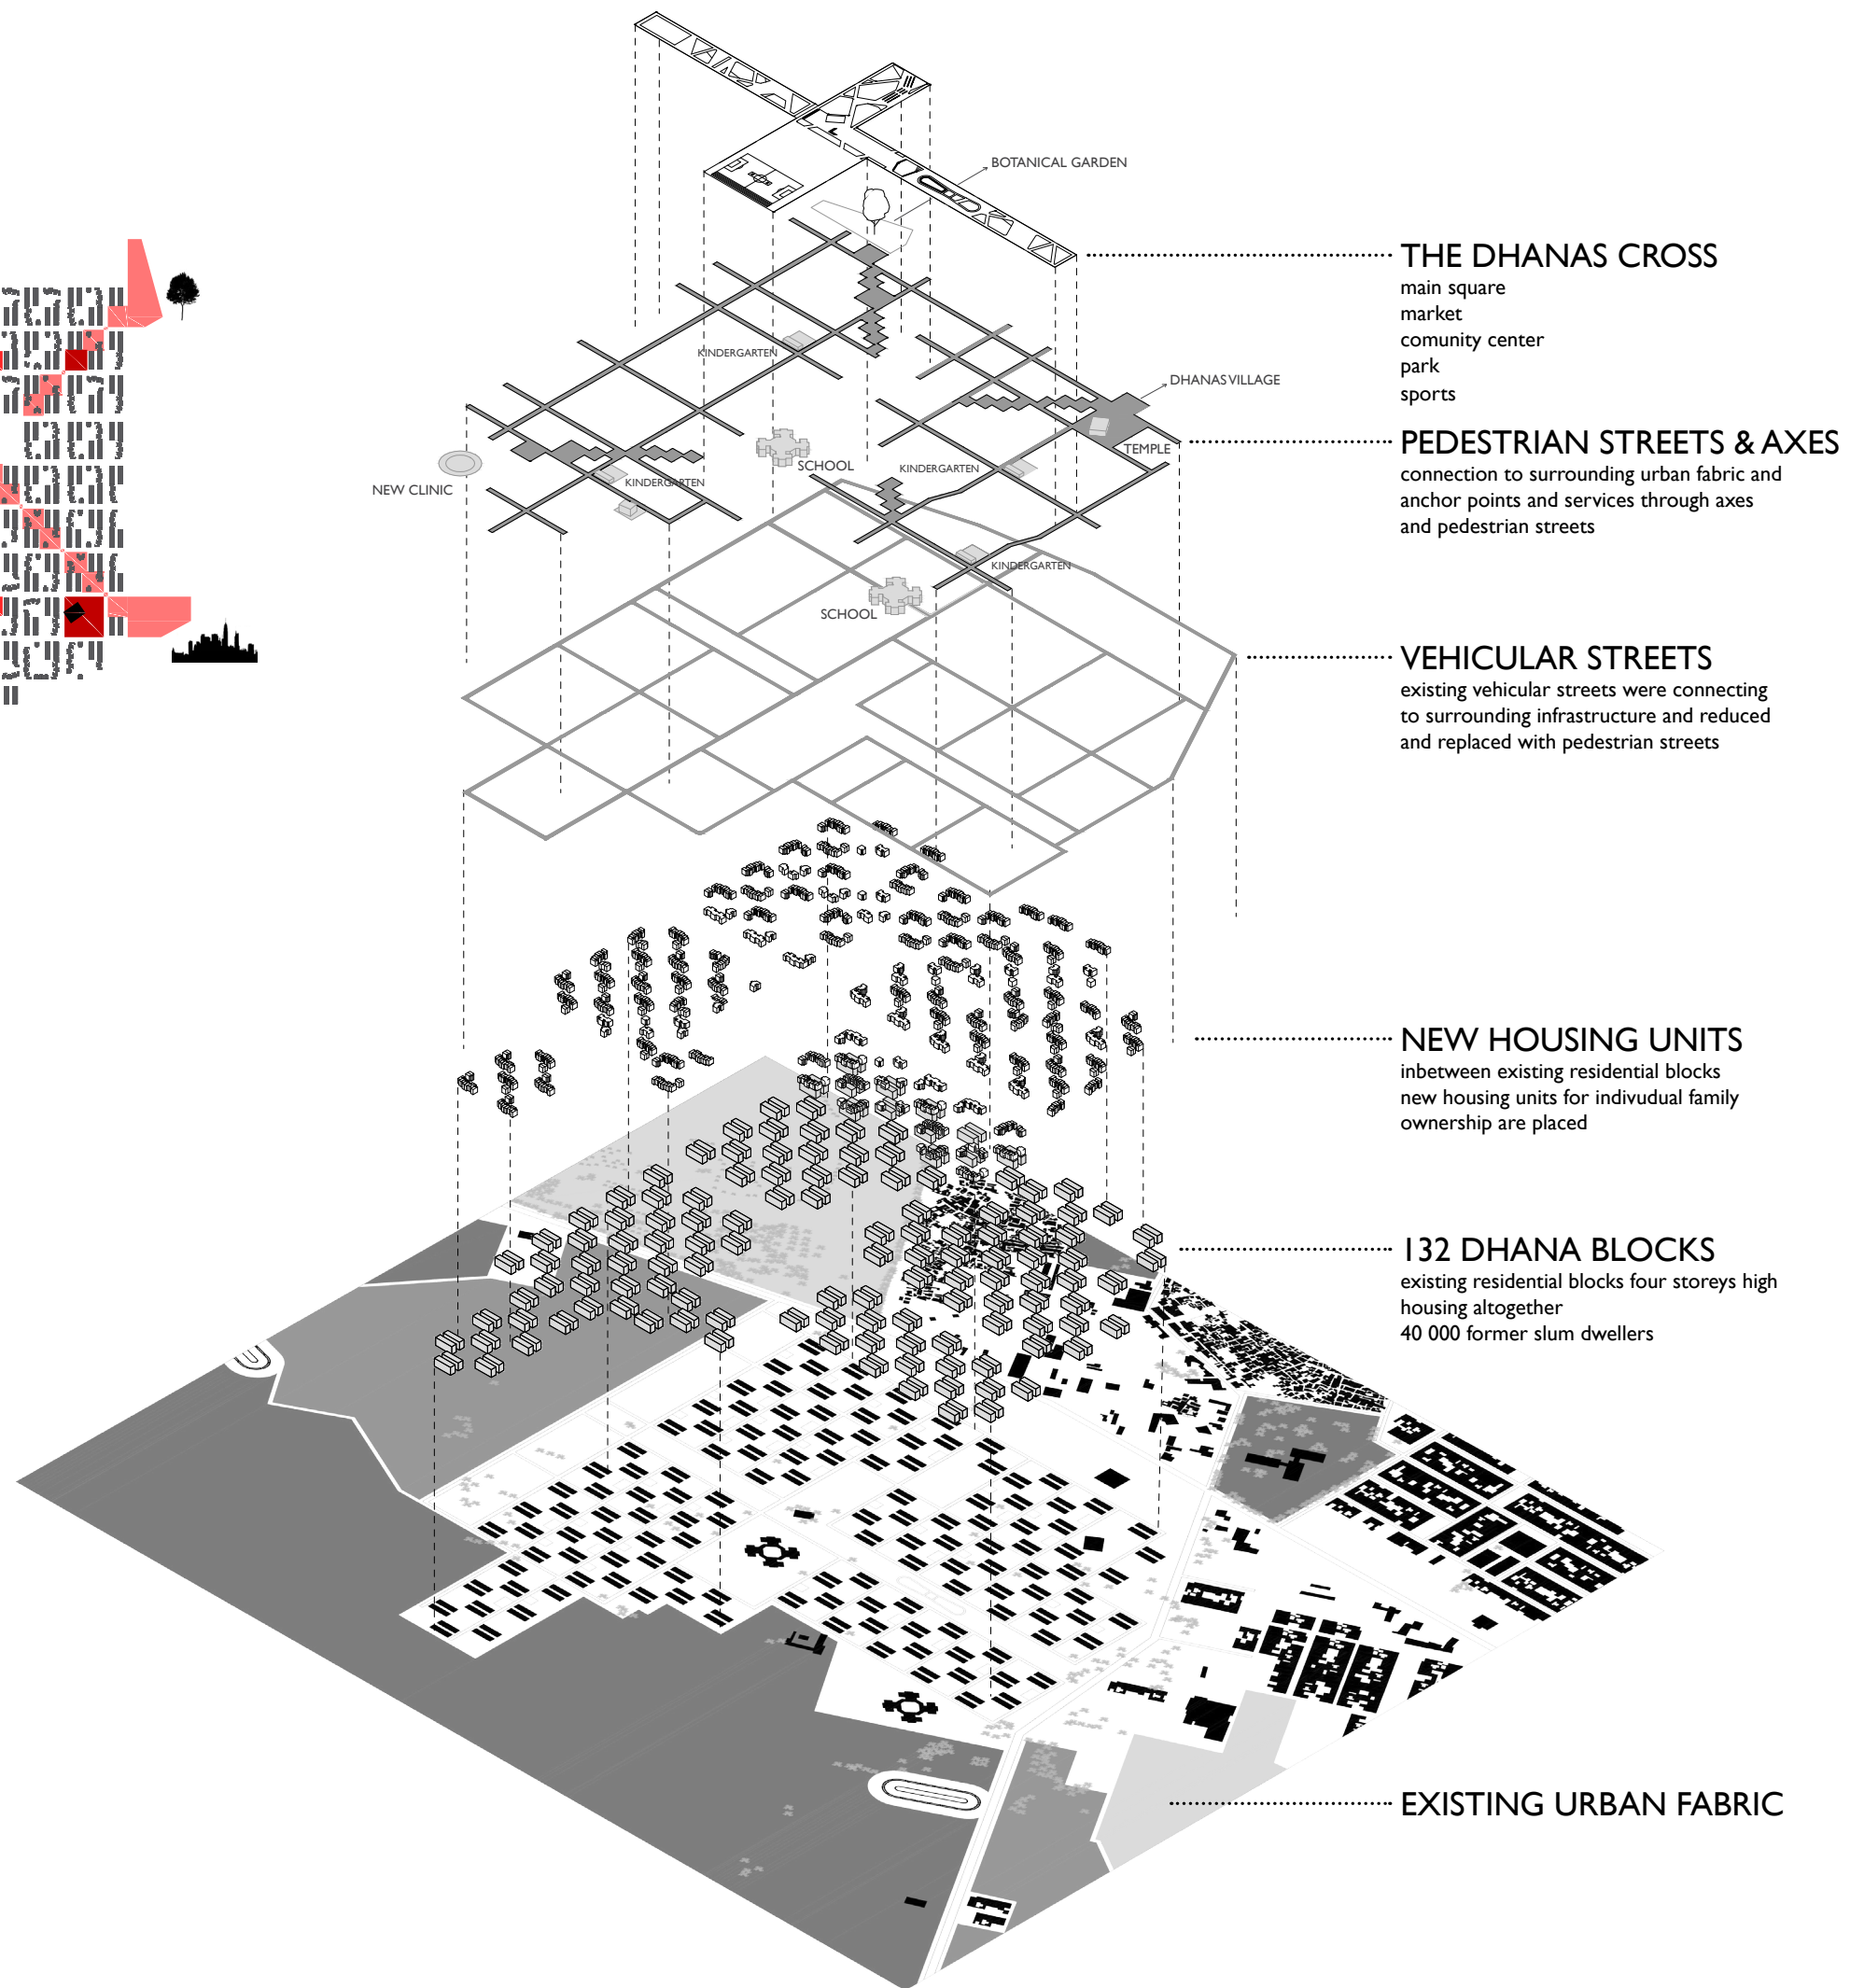 BOTANICAL GARDEN
THE DHANAS CROSS
main square
market
comunity center
park
sports
KINDERGARTEN
DHANAS VILLAGE
PEDESTRIAN STREETS & AXES
connection to surrounding urban fabric and
anchor points and services through axes
and pedestrian streets
TEMPLE
SCHOOL
KINDERGARTEN
NEW CLINIC
KINDERGARTEN
KINDERGARTEN
SCHOOL
VEHICULAR STREETS
existing vehicular streets were connecting
to surrounding infrastructure and reduced
and replaced with pedestrian streets
NEW HOUSING UNITS
inbetween existing residential blocks
new housing units for indivudual family
ownership are placed
132 DHANA BLOCKS
existing residential blocks four storeys high
housing altogether
40 000 former slum dwellers
EXISTING URBAN FABRIC